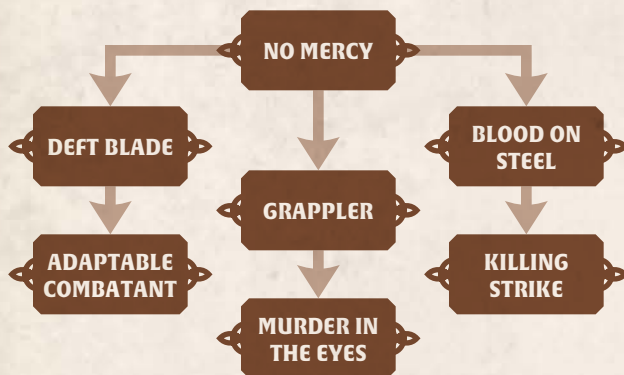 NO MERCY
DEFT BLADE
BLOOD ON
STEEL
GRAPPLER
ADAPTABLE
COMBATANT
KILLING
STRIKE
MURDER IN
THE EYES